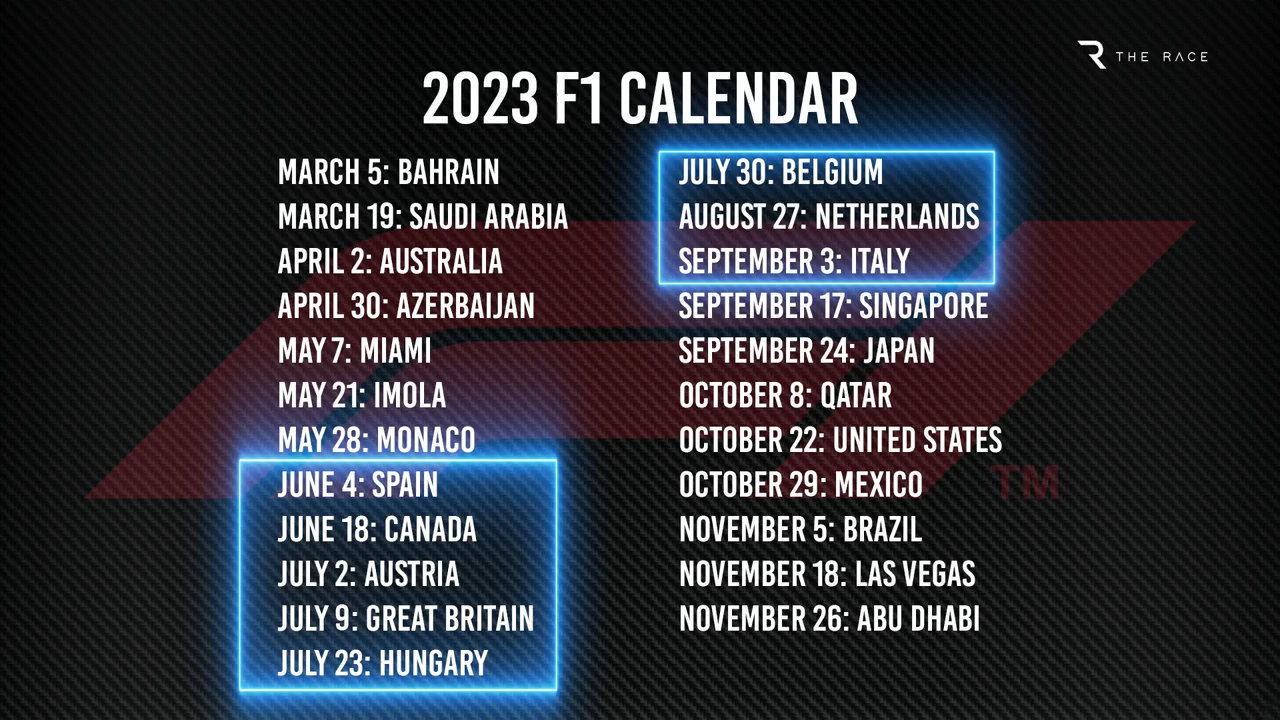 THE RACE
2023 F1 CALENDAR
MARCH 5: BAHRAIN
MARCH 19: SAUDI ARABIA
APRIL 2: AUSTRALIA
APRIL 30: AZERBAIJAN
MAY 7: MIAMI
MAY 21: IMOLA
MAY 28: MONACO
JUNE 4: SPAIN
JUNE 18: CANADA
JULY 2: AUSTRIA
JULY 9: GREAT BRITAIN
JULY 23: HUNGARY
JULY 30: BELGIUM
AUGUST 27: NETHERLANDS
SEPTEMBER 3: ITALY
SEPTEMBER 17: SINGAPORE
SEPTEMBER 24: JAPAN
OCTOBER 8: QATAR
OCTOBER 22: UNITED STATES
OCTOBER 29: MEXICO
NOVEMBER 5: BRAZIL
NOVEMBER 18: LAS VEGAS
NOVEMBER 26: ABU DHABI
TM